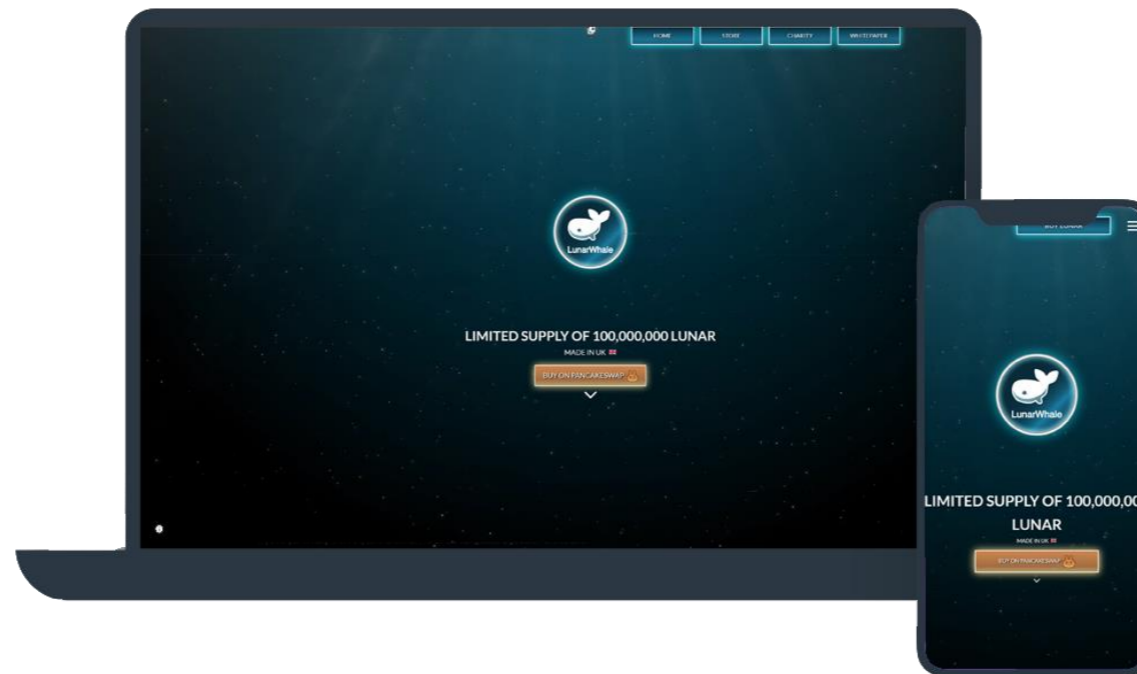 HOME STORE CHARITY WHITEPAPER
LunarWhale
LIMITED SUPPLY OF 100,000,000 LUNAR
MADE IN UK
BUY ON PANCAKESWAP
BUY LUNAR
LunarWhale
LIMITED SUPPLY OF 100,000,00
LUNAR
MADE IN UK
BUY ON PANCAKESWAP